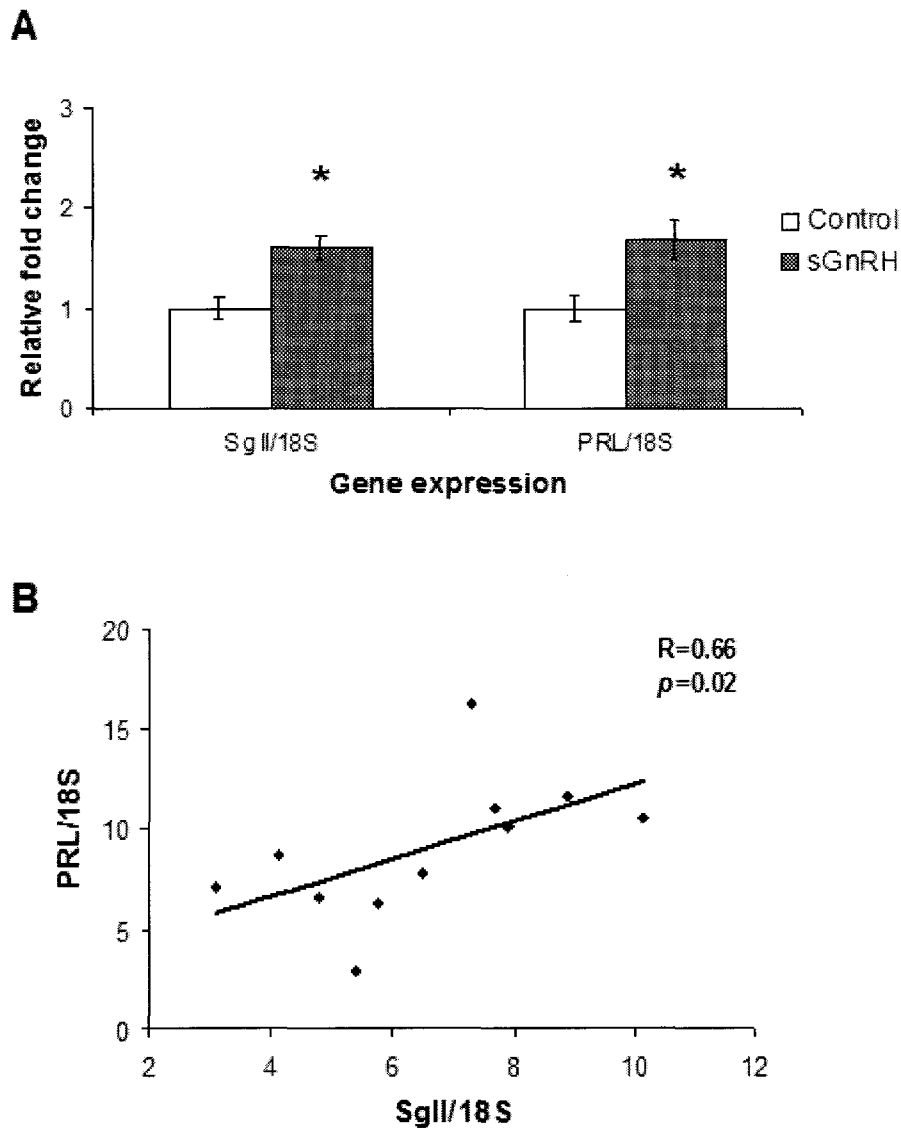 A
Relative fold change
3
2
1
0
* *
Control
sGnRH
SgII/18S PRL/18S
Gene expression
B
PRL/18S
20
15
10
5
0
R=0.66
ρ=0.02
2 4 6 8 10 12
SgII/18S